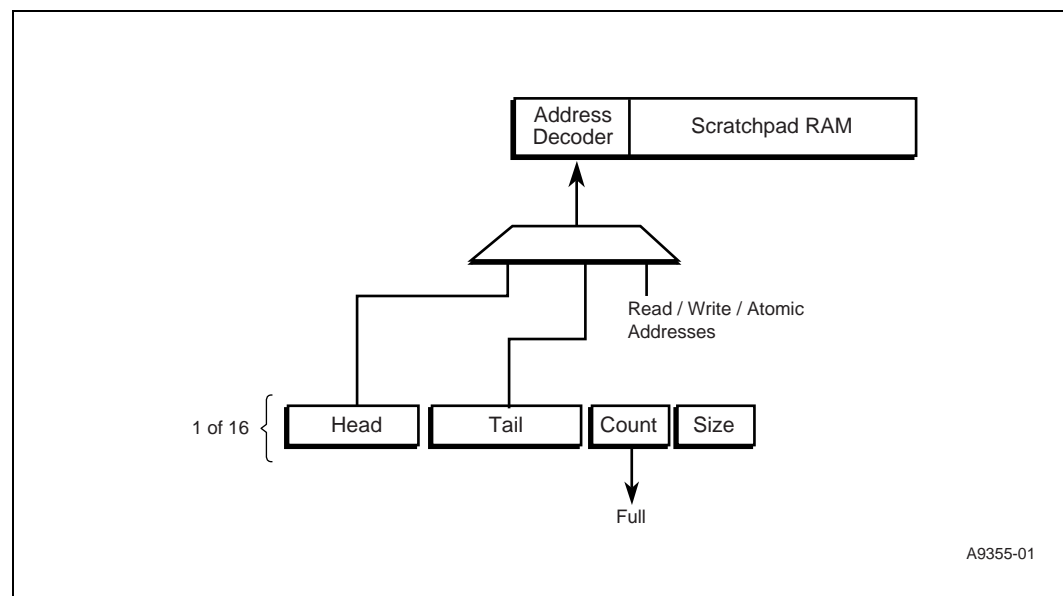 Address
Decoder
Scratchpad RAM
Read / Write / Atomic
Addresses
1 of 16
Head
Tail
Count
Size
Full
A9355-01